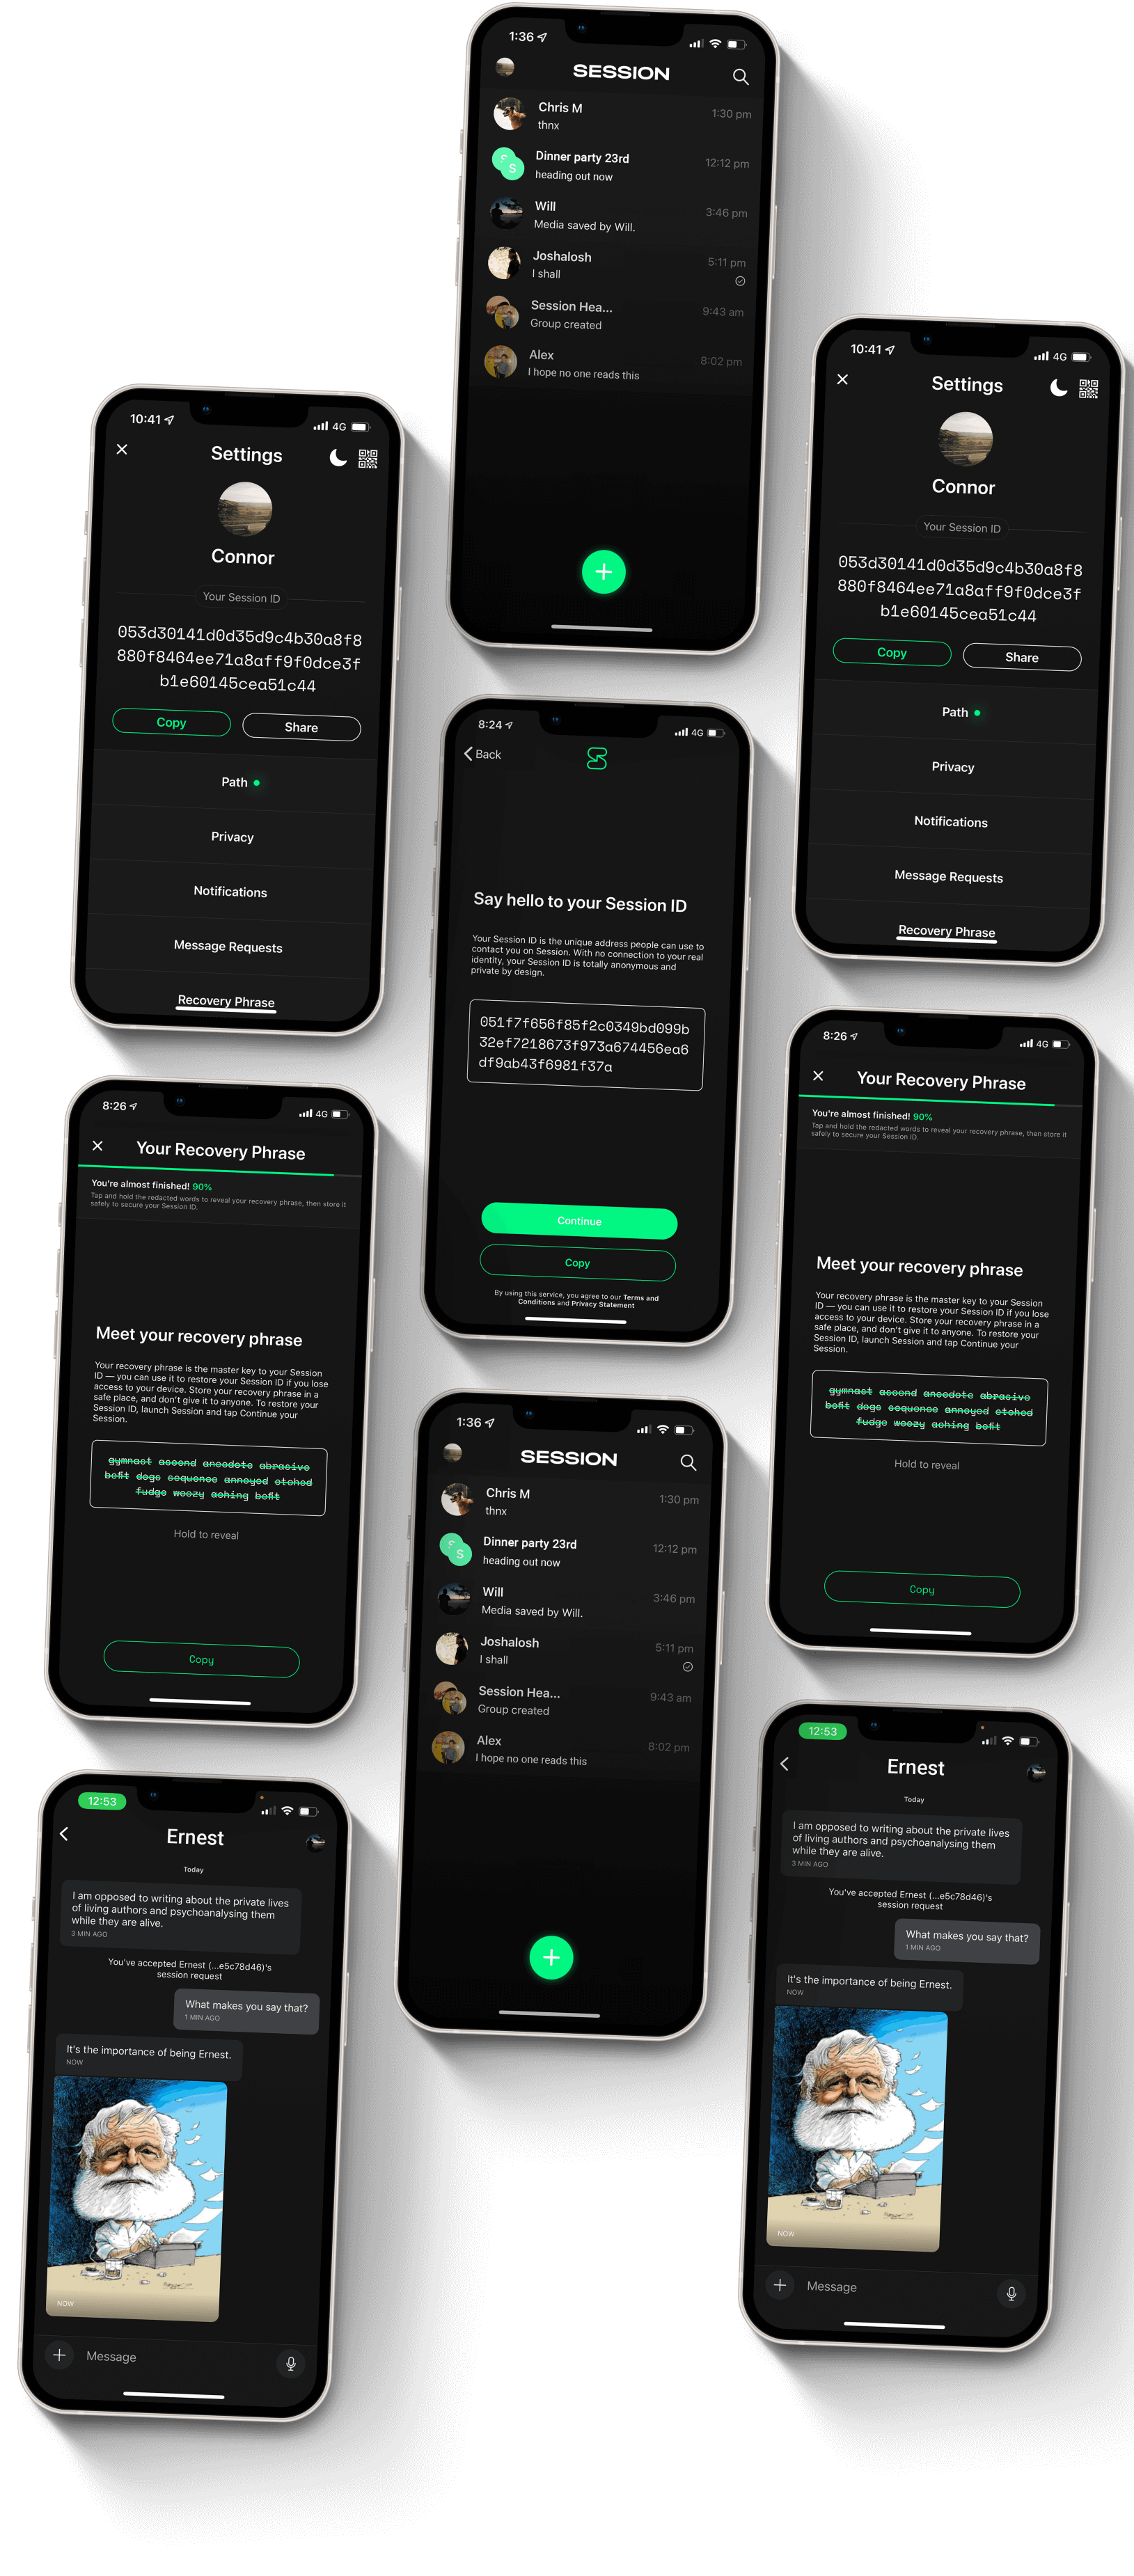 1:36
SESSION
Chris M
1:30 pm
thnx
Dinner party 23rd
12:12 pm
S
S
heading out now
Will
3:46 pm
Media saved by Will.
Joshalosh
5:11 pm
I shall
Session Hea...
9:43 am
Group created
Alex
8:02 pm
I hope no one reads this
10:41
4G
Settings
Connor
Your Session ID
053d30141d0d35d9c4b30a8f8
880f8464ee71a8aff9f0dce3f
b1e60145cea51c44
Copy
Share
Path
Privacy
Notifications
Message Requests
Recovery Phrase
10:41
4G
Settings
Connor
Your Session ID
053d30141d0d35d9c4b30a8f8
880f8464ee71a8aff9f0dce3f
b1e60145cea51c44
Copy
Share
Path
Privacy
Notifications
Message Requests
Recovery Phrase
8:24
4G
Back
Say hello to your Session ID
Your Session ID is the unique address people can use to
contact you on Session. With no connection to your real
identity, your Session ID is totally anonymous and
private by design.
051f7f656f85f2c0349bd099b
32ef7218673f973a674456ea6
df9ab43f6981f37a
Continue
Copy
By using this service, you agree to our Terms and
Conditions and Privacy Statement
8:26
4G
Your Recovery Phrase
You're almost finished! 90%
Tap and hold the redacted words to reveal your recovery phrase, then store it
safely to secure your Session ID.
Meet your recovery phrase
Your recovery phrase is the master key to your Session
ID — you can use it to restore your Session ID if you lose
access to your device. Store your recovery phrase in a
safe place, and don't give it to anyone. To restore your
Session ID, launch Session and tap Continue your
Session.
gymnast ascend anecdote abrasive
befit dogs sequence annoyed etched
fudge woozy aching befit
Hold to reveal
Copy
8:26
4G
Your Recovery Phrase
You're almost finished! 90%
Tap and hold the redacted words to reveal your recovery phrase, then store it
safely to secure your Session ID.
Meet your recovery phrase
Your recovery phrase is the master key to your Session
ID — you can use it to restore your Session ID if you lose
access to your device. Store your recovery phrase in a
safe place, and don't give it to anyone. To restore your
Session ID, launch Session and tap Continue your
Session.
gymnast ascend anecdote abrasive
befit dogs sequence annoyed etched
fudge woozy aching befit
Hold to reveal
Copy
1:36
SESSION
Chris M
1:30 pm
thnx
Dinner party 23rd
12:12 pm
S
S
heading out now
Will
3:46 pm
Media saved by Will.
Joshalosh
5:11 pm
I shall
Session Hea...
9:43 am
Group created
Alex
8:02 pm
I hope no one reads this
12:53
Ernest
Today
I am opposed to writing about the private lives
of living authors and psychoanalysing them
while they are alive.
3 MIN AGO
You've accepted Ernest (...e5c78d46)'s
session request
What makes you say that?
1 MIN AGO
It's the importance of being Ernest.
NOW
NOW
Message
12:53
Ernest
Today
I am opposed to writing about the private lives
of living authors and psychoanalysing them
while they are alive.
3 MIN AGO
You've accepted Ernest (...e5c78d46)'s
session request
What makes you say that?
1 MIN AGO
It's the importance of being Ernest.
NOW
NOW
Message